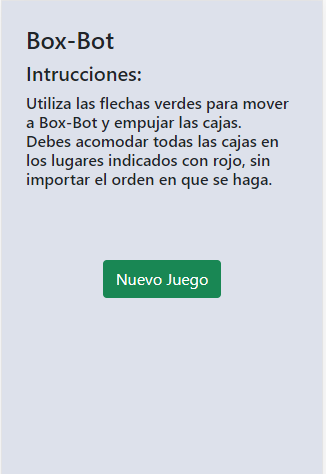 Box-Bot
Intrucciones:
Utiliza las flechas verdes para mover
a Box-Bot y empujar las cajas.
Debes acomodar todas las cajas en
los lugares indicados con rojo, sin
importar el orden en que se haga.
Nuevo Juego